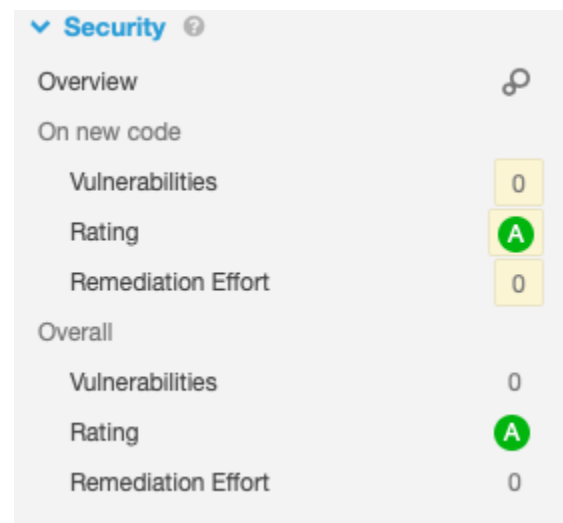 Security ?
Overview
On new code
Vulnerabilities 0
Rating A
Remediation Effort 0
Overall
Vulnerabilities 0
Rating A
Remediation Effort 0